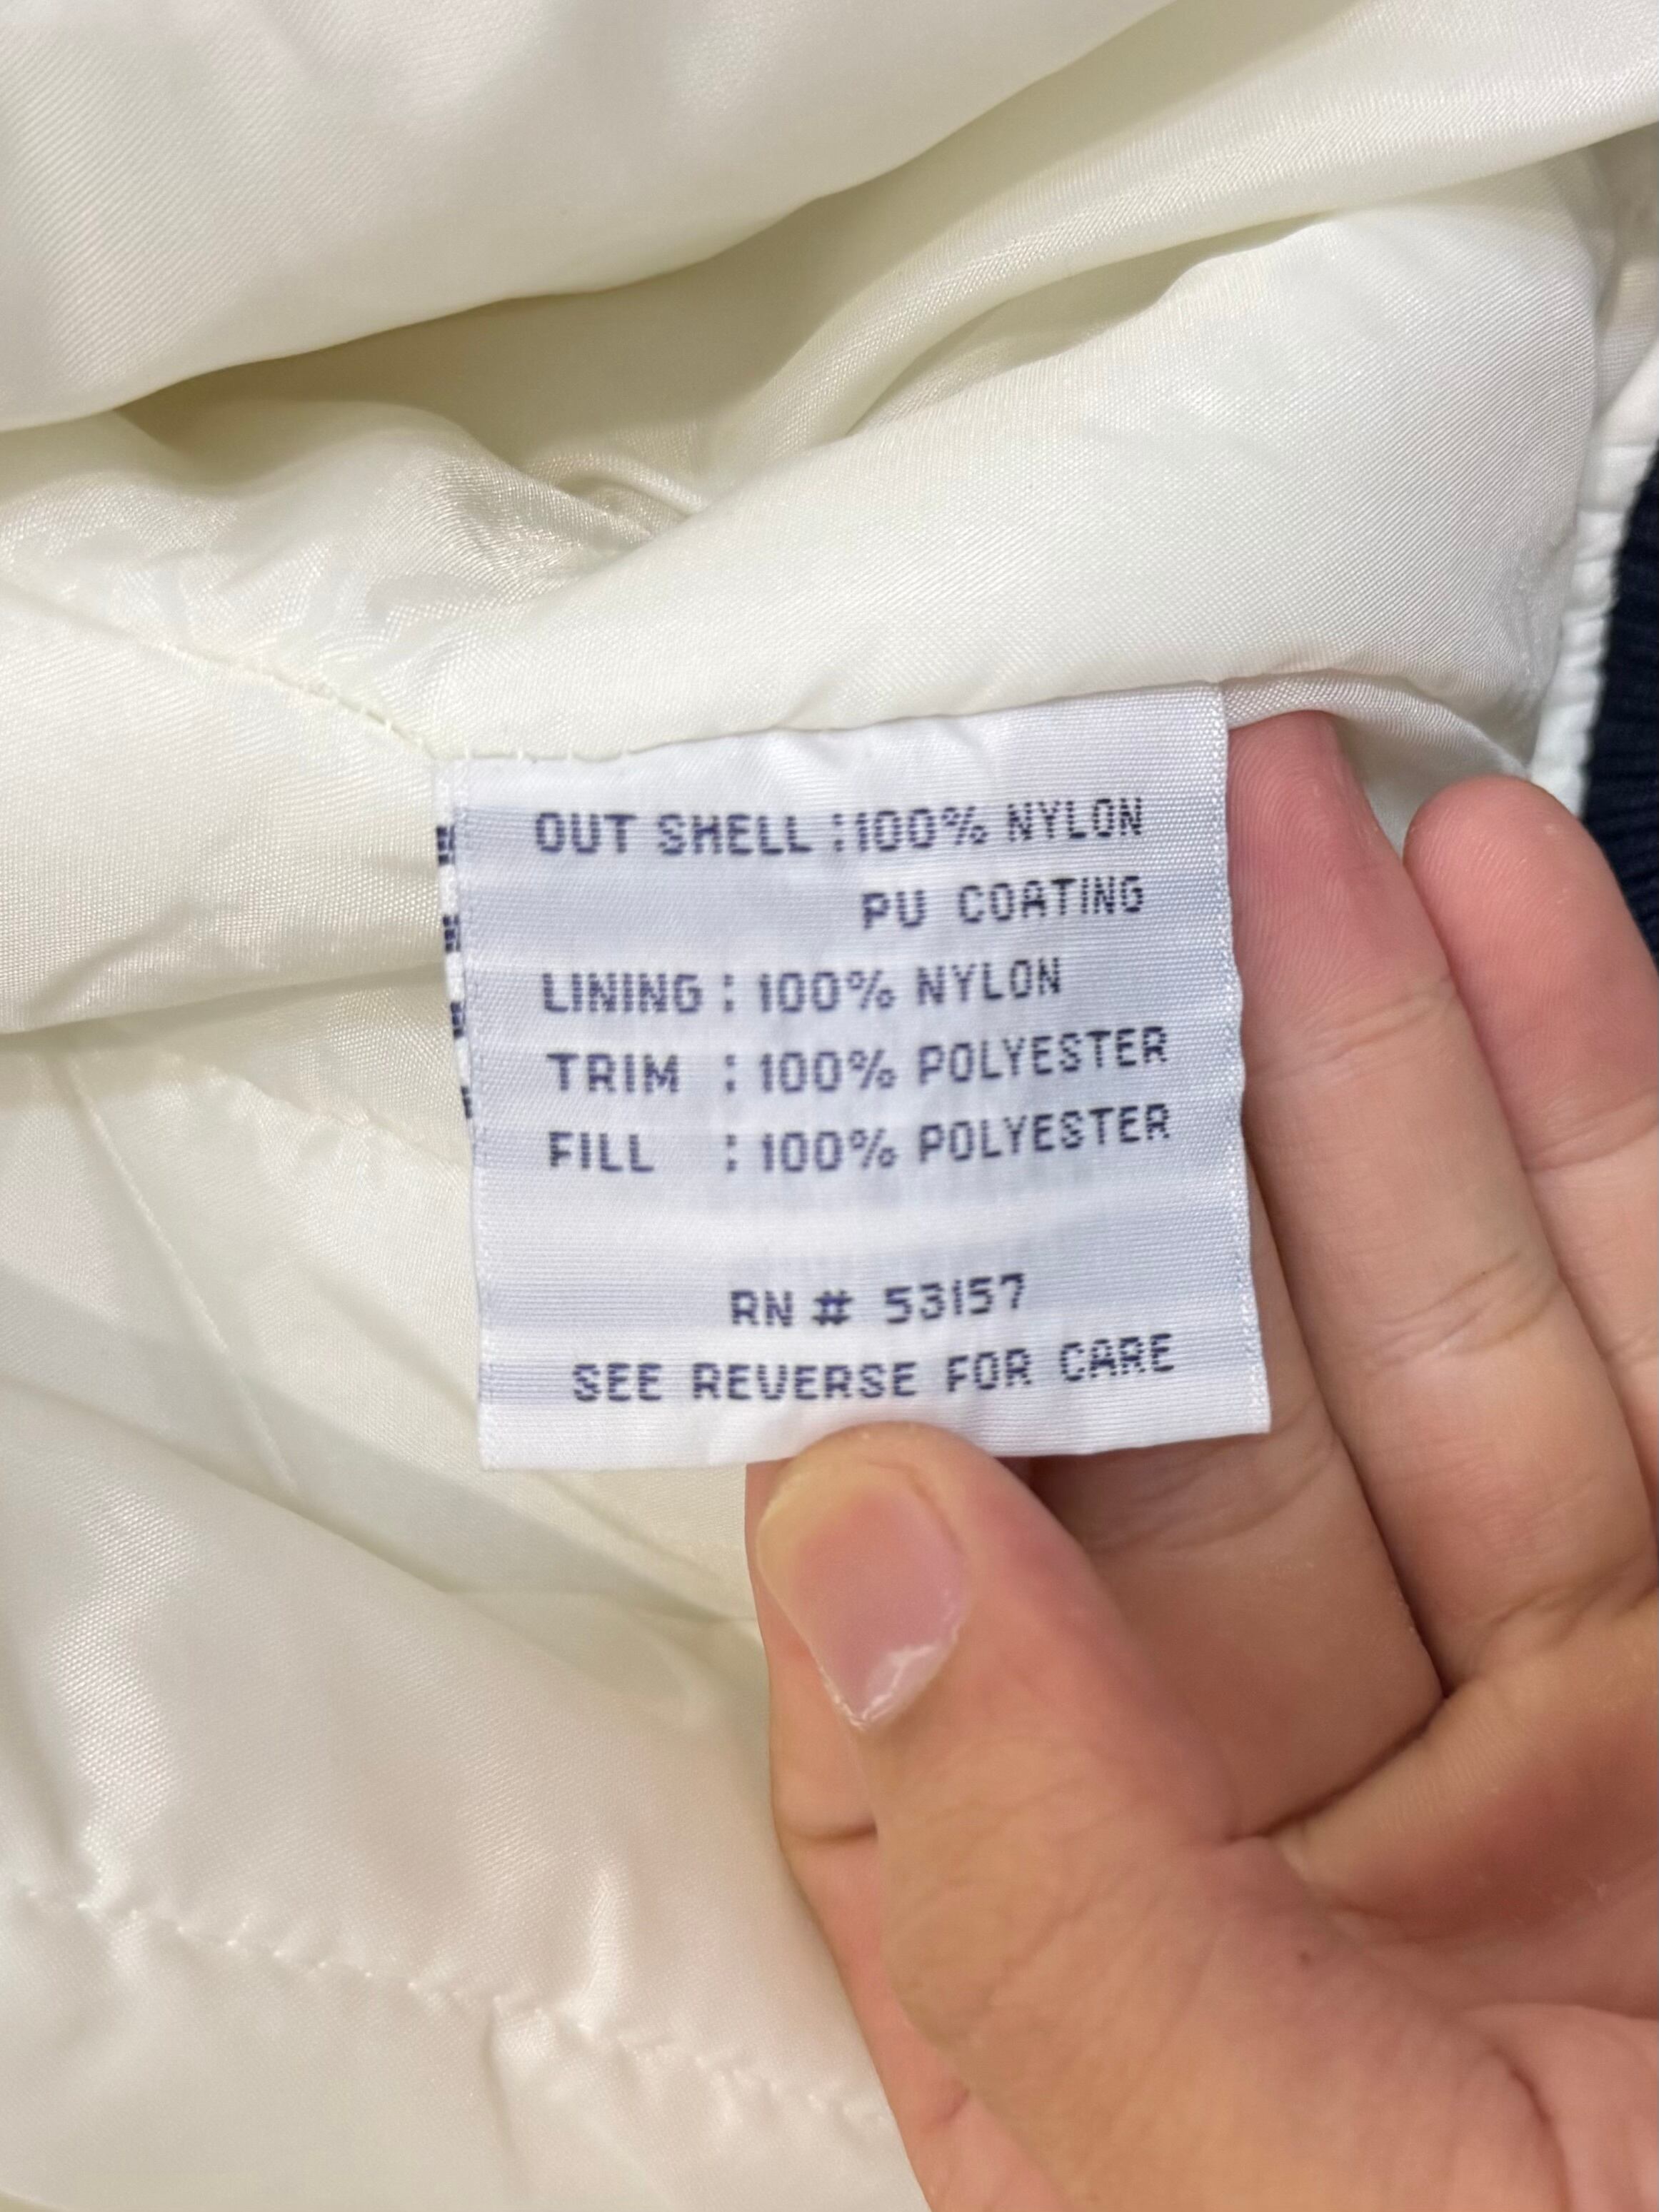 OUT SHELL :100% NYLON
PU COATING
LINING : 100% NYLON
TRIM : 100% POLYESTER
FILL : 100% POLYESTER
RN # 53157
SEE REVERSE FOR CARE